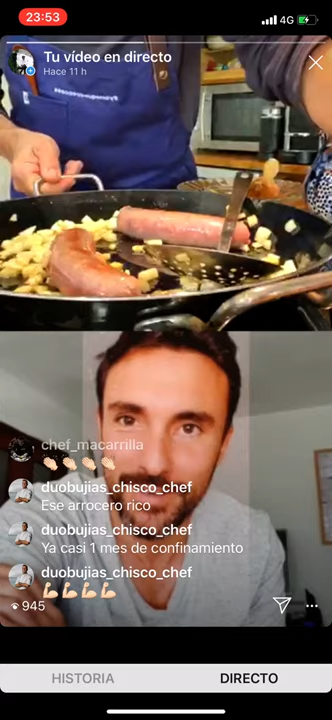 23:53
4G
Tu vídeo en directo
Hace 11 h
chef_macarrilla
👏🏻👏🏻👏🏻👏🏻
duobujias_chisco_chef
Ese arrocero rico
duobujias_chisco_chef
Ya casi 1 mes de confinamiento
duobujias_chisco_chef
💪🏻💪🏻💪🏻💪🏻
945
HISTORIA DIRECTO